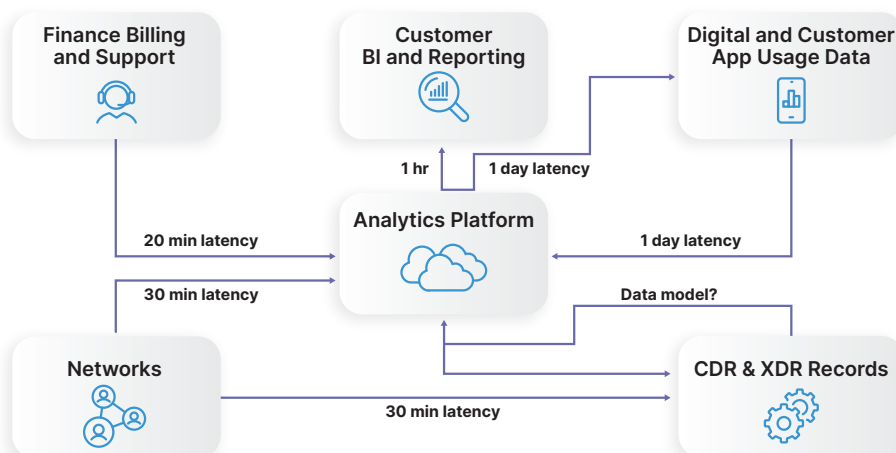 Finance Billing
and Support
Customer
BI and Reporting
Digital and Customer
App Usage Data
1 hr
1 day latency
Analytics Platform
20 min latency
1 day latency
30 min latency
Data model?
Networks
CDR & XDR Records
30 min latency